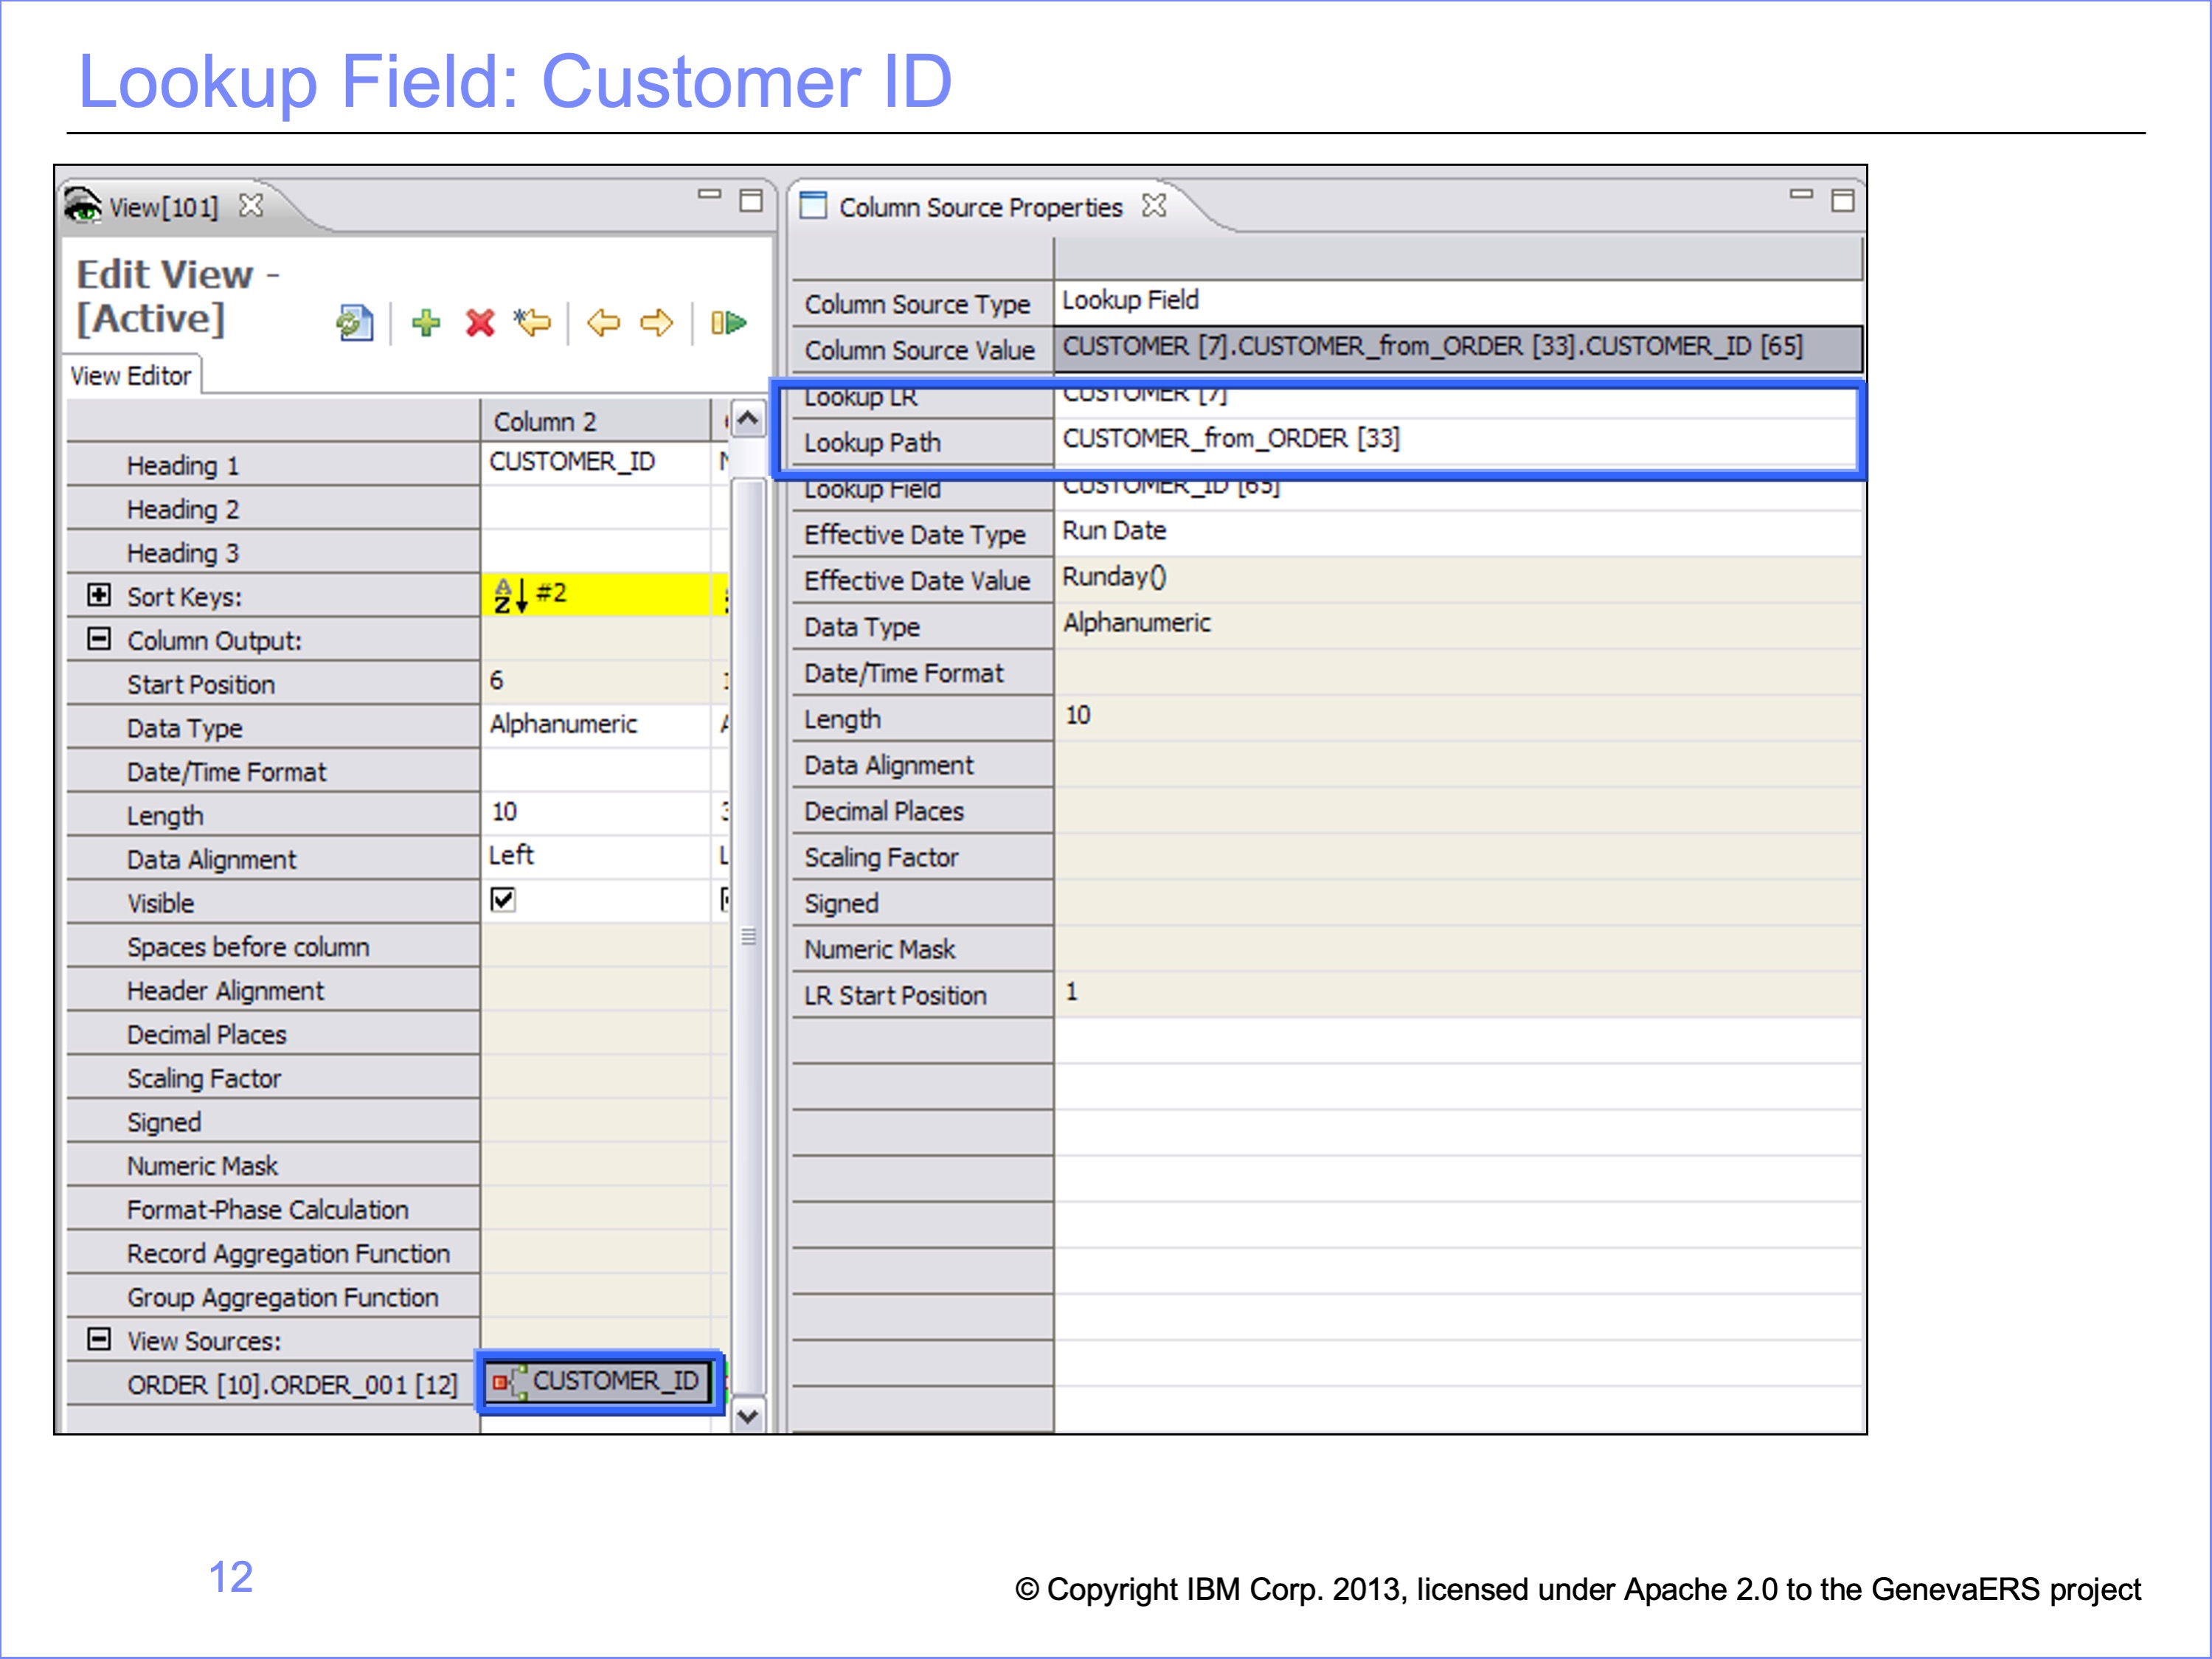 Lookup Field: Customer ID
View[101]
Edit View -
[Active]
View Editor
Column 2
Heading 1 CUSTOMER_ID
Heading 2
Heading 3
Sort Keys: #2
Column Output:
Start Position 6
Data Type Alphanumeric
Date/Time Format
Length 10
Data Alignment Left
Visible
Spaces before column
Header Alignment
Decimal Places
Scaling Factor
Signed
Numeric Mask
Format-Phase Calculation
Record Aggregation Function
Group Aggregation Function
View Sources:
ORDER [10].ORDER_001 [12] CUSTOMER_ID
Column Source Properties
Column Source Type Lookup Field
Column Source Value CUSTOMER [7].CUSTOMER_from_ORDER [33].CUSTOMER_ID [65]
Lookup LR CUSTOMER [7]
Lookup Path CUSTOMER_from_ORDER [33]
Lookup Field CUSTOMER_ID [65]
Effective Date Type Run Date
Effective Date Value Runday()
Data Type Alphanumeric
Date/Time Format
Length 10
Data Alignment
Decimal Places
Scaling Factor
Signed
Numeric Mask
LR Start Position 1
12
© Copyright IBM Corp. 2013, licensed under Apache 2.0 to the GenevaERS project